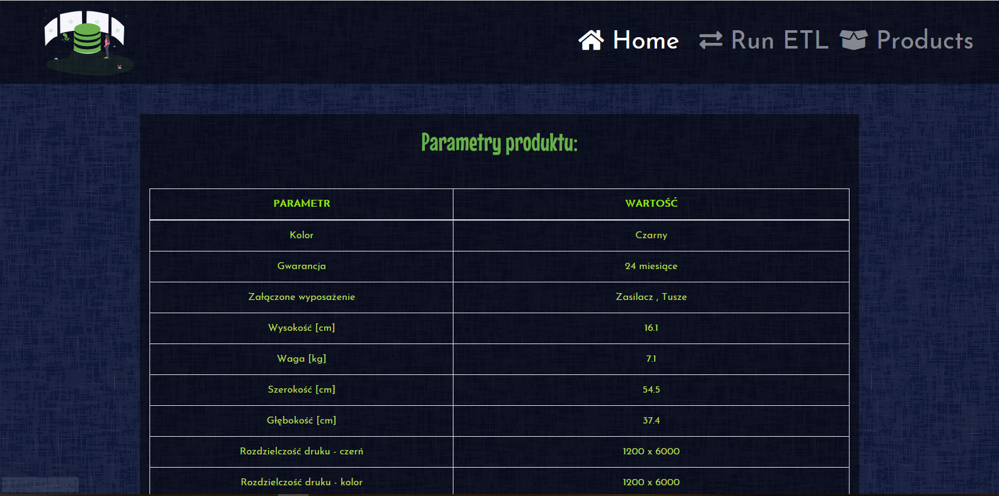 Home Run ETL Products
Parametry produktu:
PARAMETR WARTOŚĆ
Kolor Czarny
Gwarancja 24 miesiące
Załączone wyposażenie Zasilacz , Tusze
Wysokość [cm] 16.1
Waga [kg] 7.1
Szerokość [cm] 54.5
Głębokość [cm] 37.4
Rozdzielczość druku - czerń 1200 x 6000
Rozdzielczość druku - kolor 1200 x 6000